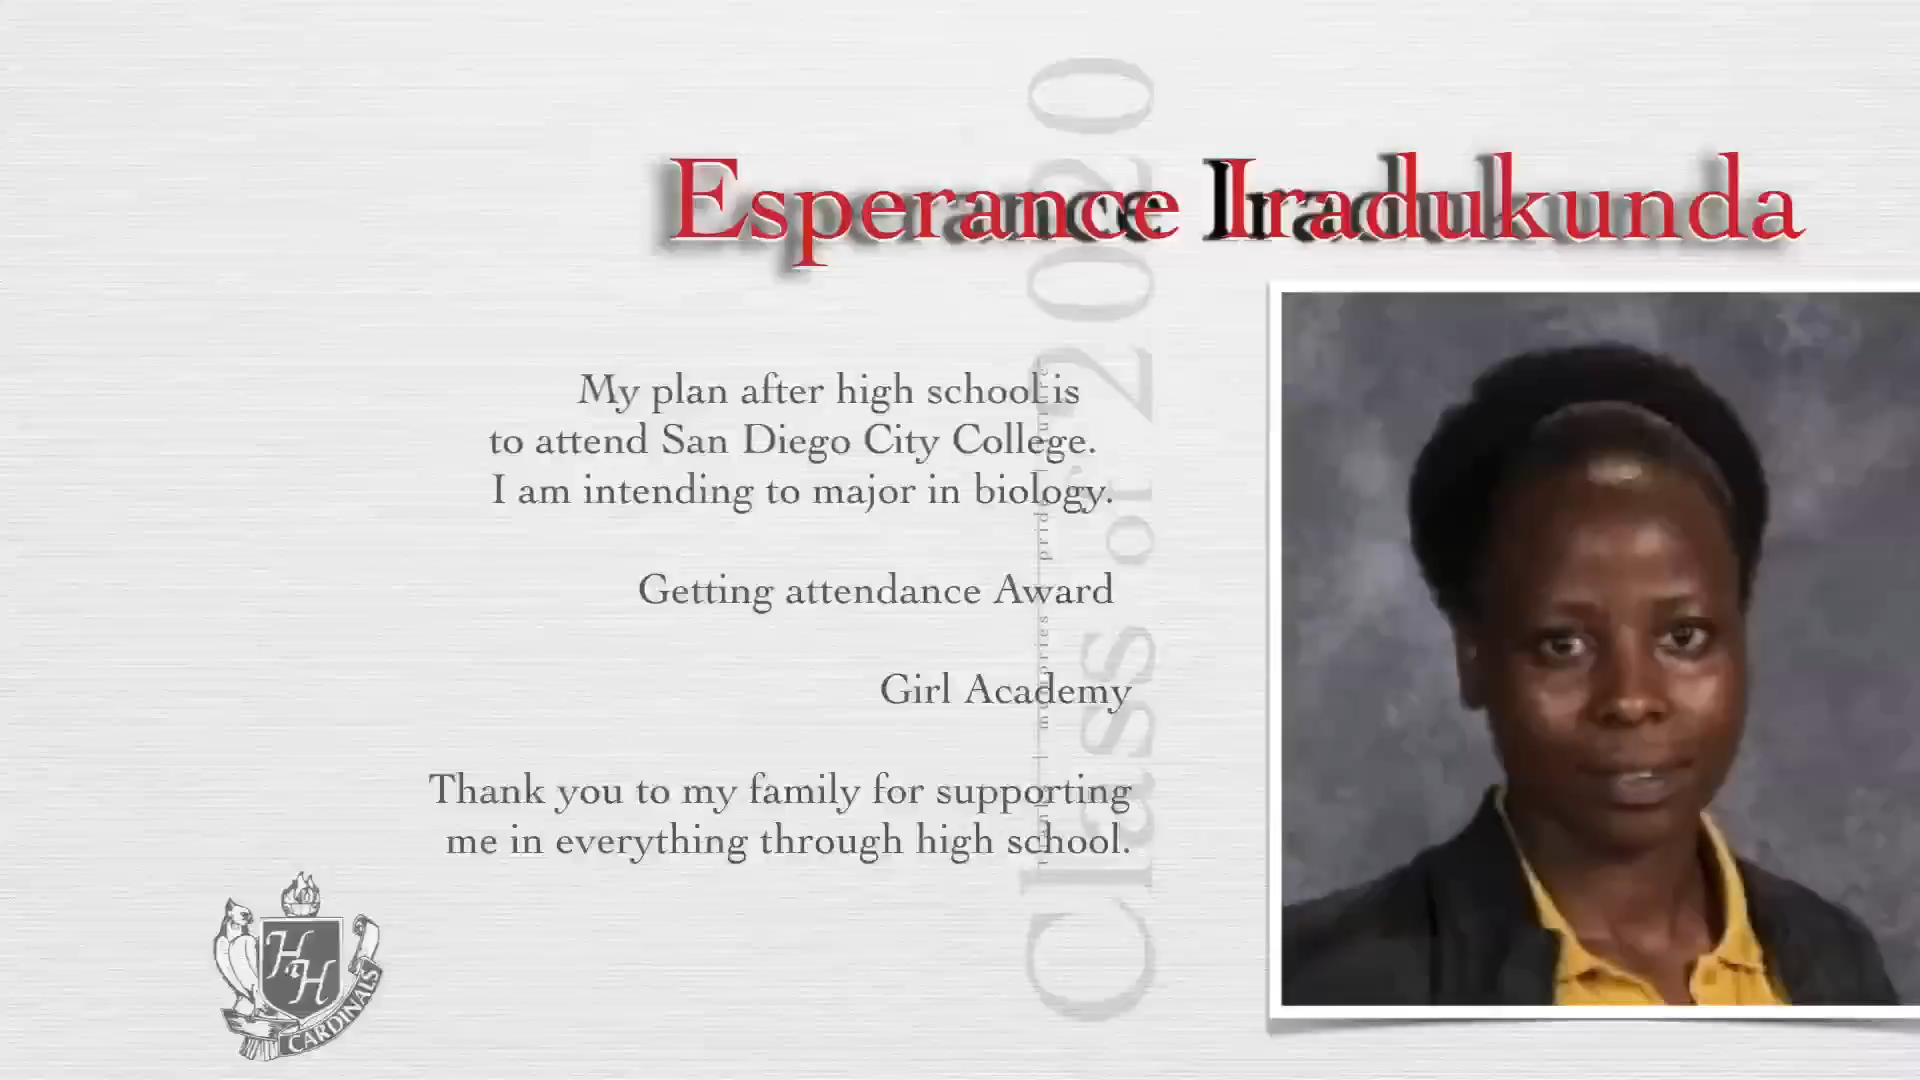 Esperance Iradukunda
My plan after high school is
to attend San Diego City College.
I am intending to major in biology.
Getting attendance Award
Girl Academy
Thank you to my family for supporting
me in everything through high school.
Class of 2020
HH
CARDINALS